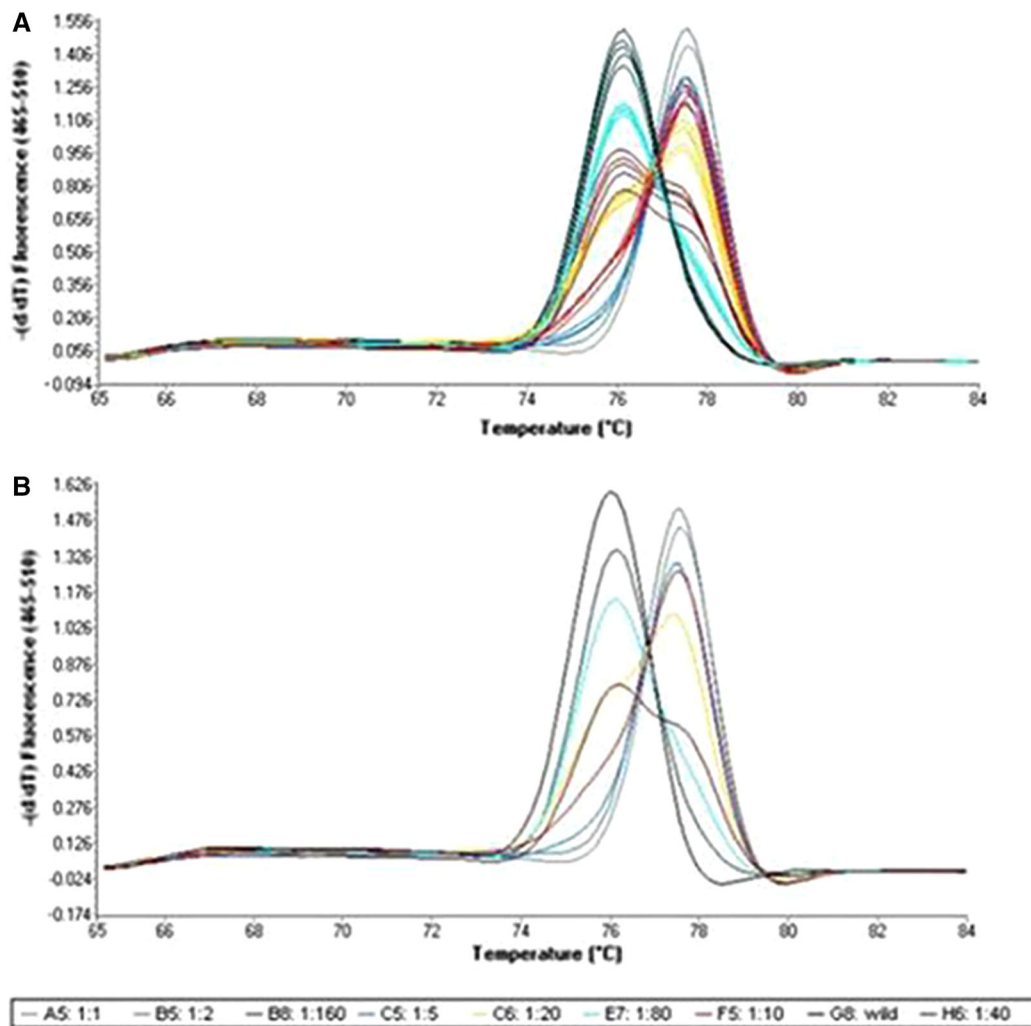 A
1.556
1.406
1.256
1.106
0.956
0.806
0.656
0.506
0.356
0.206
0.056
-0.094
-(d/dT) Fluorescence (465-510)
65 66 68 70 72 74 76 78 80 82 84
Temperature (°C)
B
1.626
1.476
1.326
1.176
1.026
0.876
0.726
0.576
0.426
0.276
0.126
-0.024
-0.174
-(d/dT) Fluorescence (465-510)
65 66 68 70 72 74 76 78 80 82 84
Temperature (°C)
A5: 1:1 B5: 1:2 B8: 1:160 C5: 1:5 C6: 1:20 E7: 1:80 F5: 1:10 G8: wild H6: 1:40